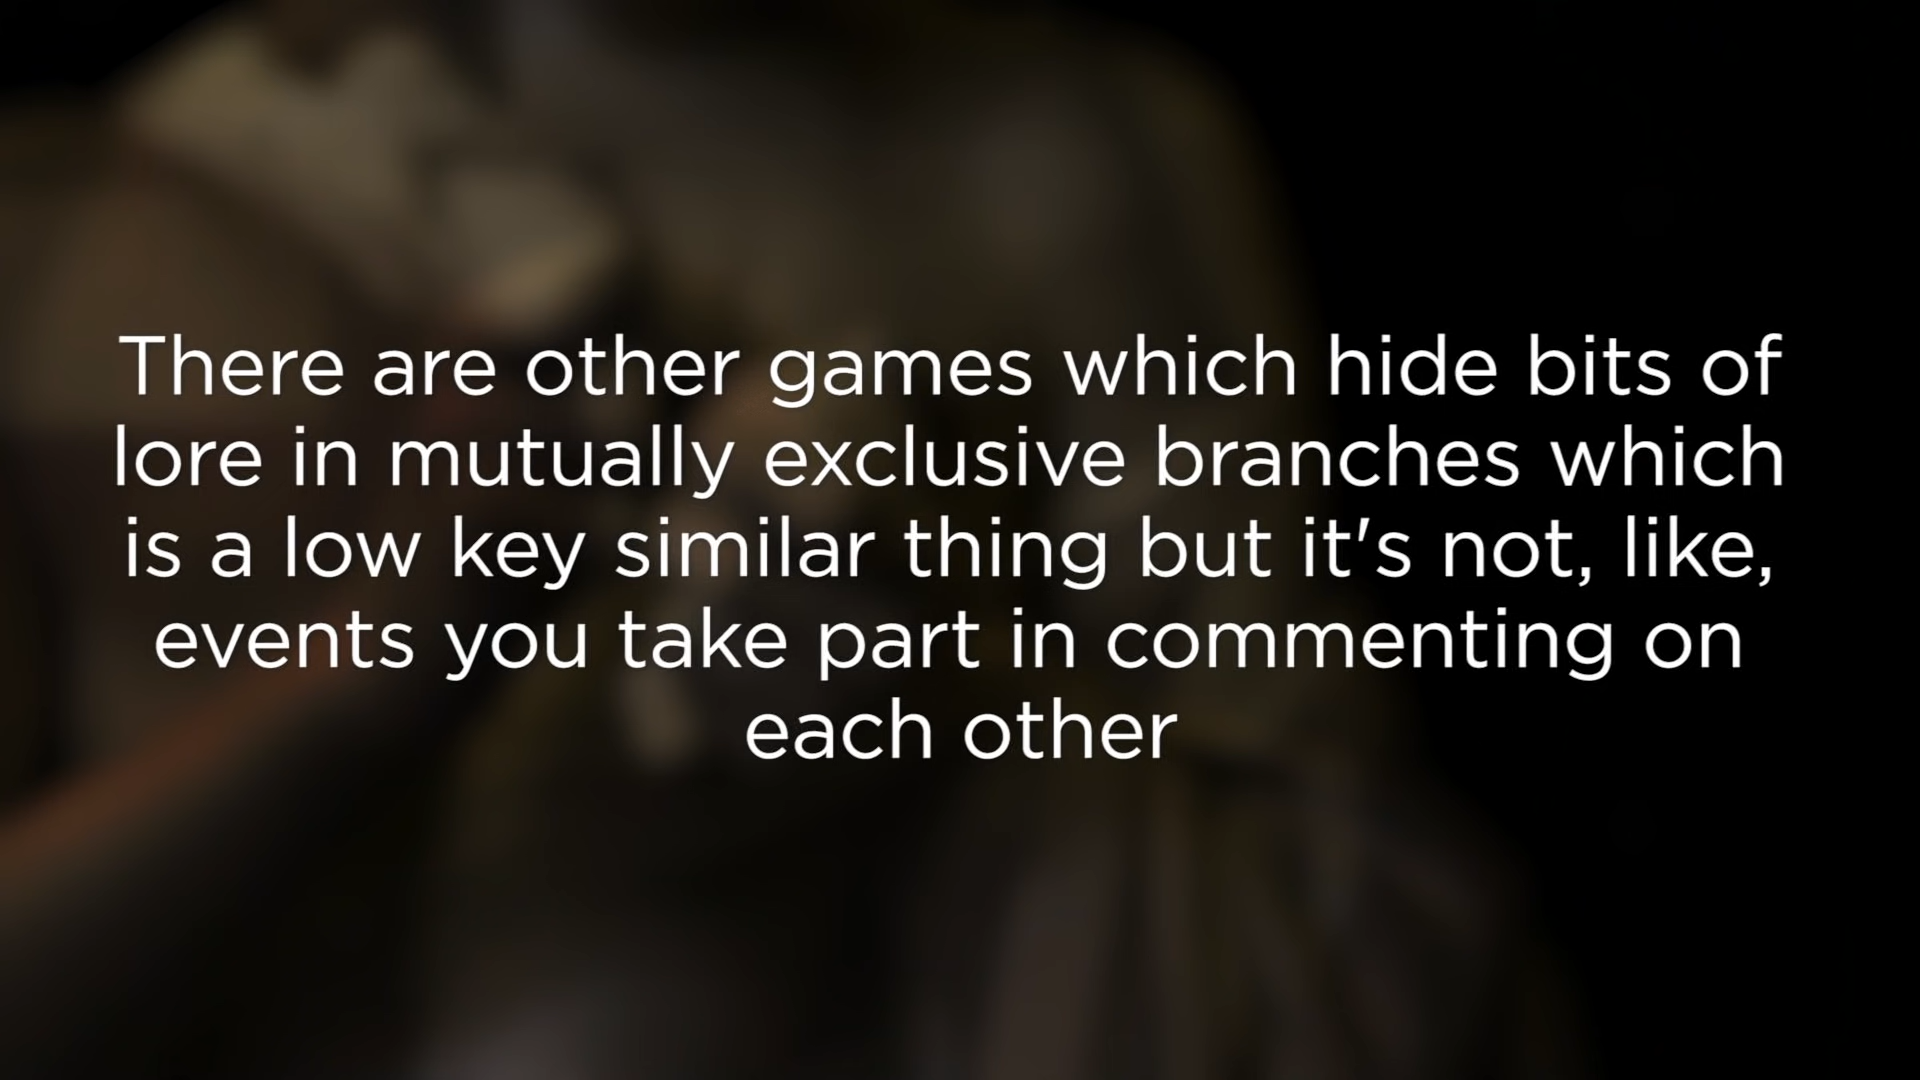 There are other games which hide bits of
lore in mutually exclusive branches which
is a low key similar thing but it's not, like,
events you take part in commenting on
each other